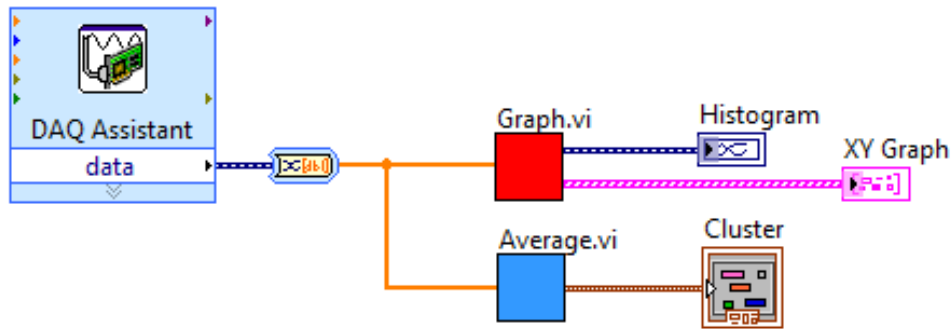 DAQ Assistant
data
Graph.vi
Histogram
XY Graph
Average.vi
Cluster